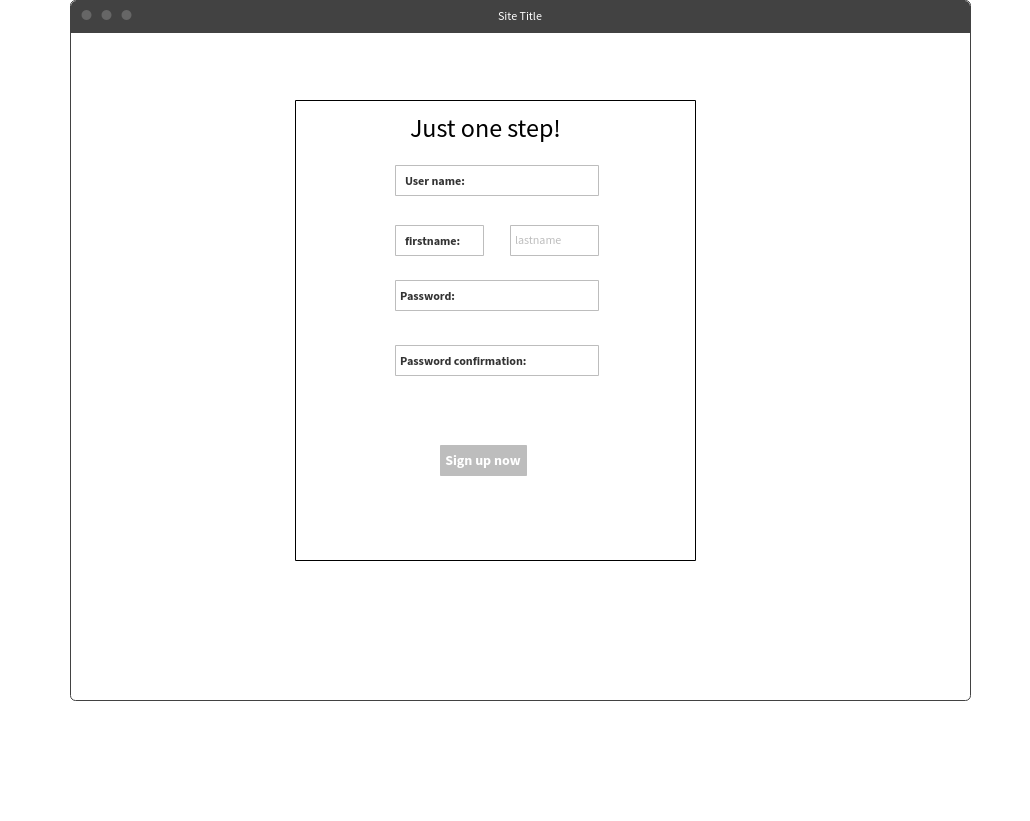 Site Title
Just one step!
User name:
firstname: lastname
Password:
Password confirmation:
Sign up now